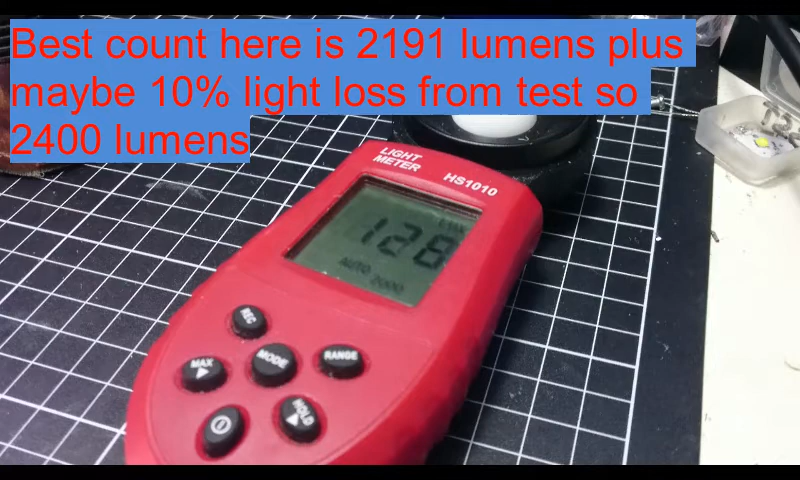 Best count here is 2191 lumens plus
maybe 10% light loss from test so
2400 lumens
LIGHT
METER
HS1010
LUX
128
AUTO 2000
REC
MAX
MODE
RANGE
HOLD